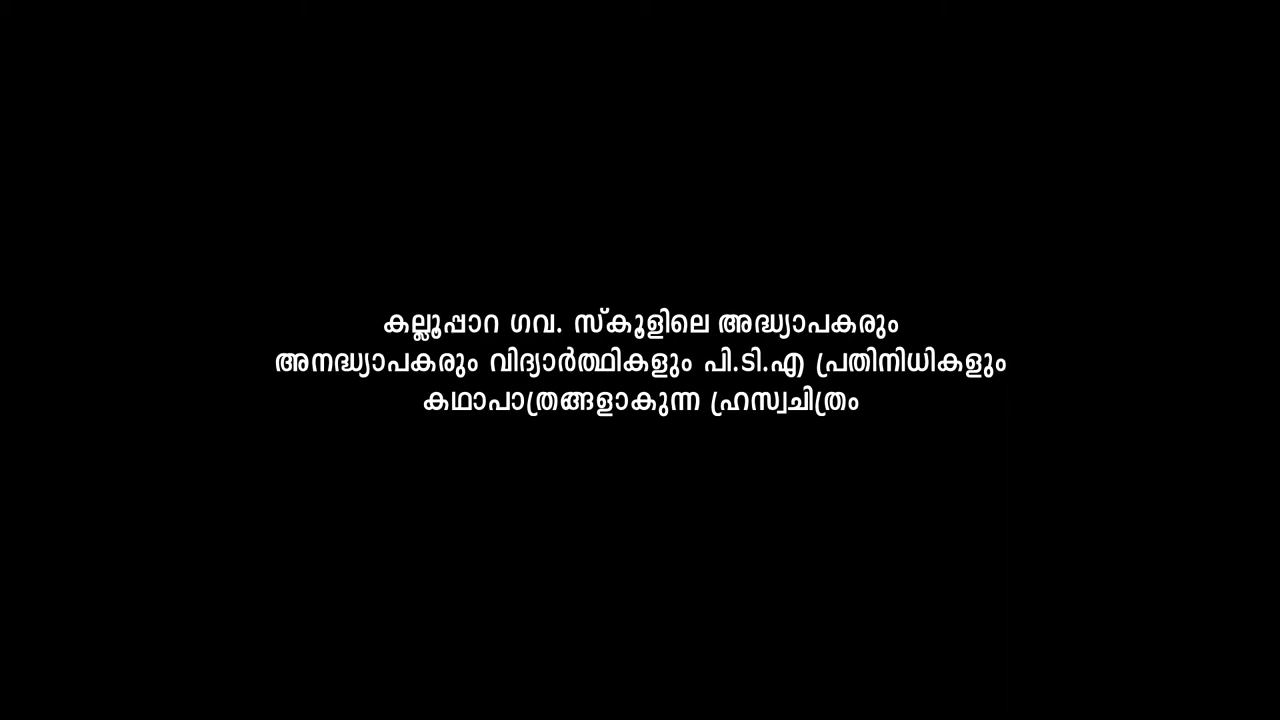 കല്ലൂപ്പാറ ഗവ. സ്കൂളിലെ അദ്ധ്യാപകരും
അനദ്ധ്യാപകരും വിദ്യാർത്ഥികളും പി.ടി.എ പ്രതിനിധികളും
കഥാപാത്രങ്ങളാകുന്ന ഹ്രസ്വചിത്രം